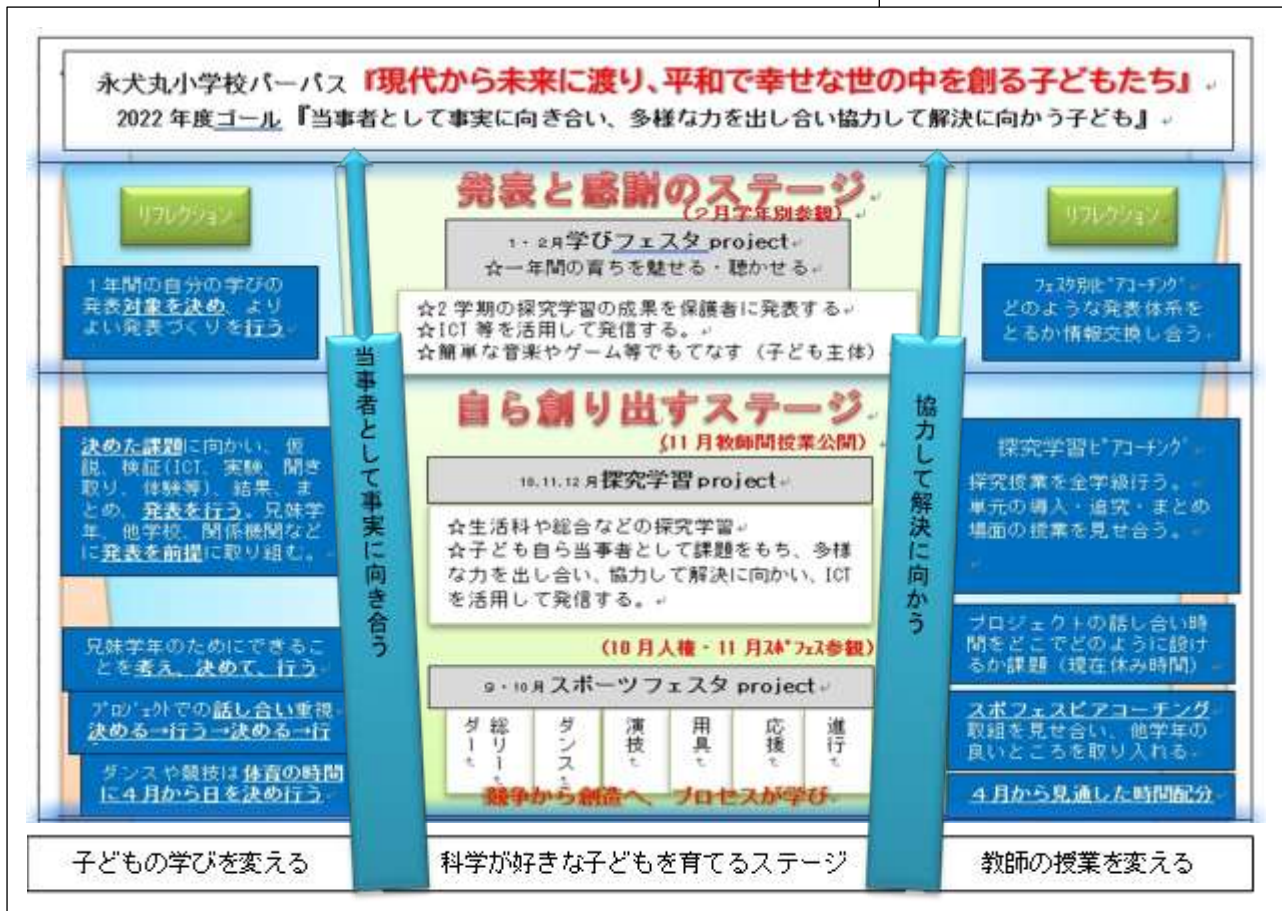 永犬丸小学校パーパス『現代から未来に渡り、平和で幸せな世の中を創る子どもたち』
2022年度ゴール『当事者として事実に向き合い、多様な力を出し合い協力して解決に向かう子ども』
リフレクション
1年間の自分の学びの
発表対象を決め、より
よい発表づくりを行う
決めた課題に向かい、仮
説、検証(ICT、実験、聞き
取り、体験等)、結果、ま
とめ、発表を行う。兄妹学
年、他学校、関係機関など
に発表を前提に取り組む。
兄妹学年のためにできるこ
とを考え、決めて、行う
プロジェクトでの話し合い重視
決める→行う→決める→行
ダンスや競技は体育の時間
に4月から日を決め行う
当事者として事実に向き合う
発表と感謝のステージ
(2月学年別参観)
1・2月学びフェスタproject
☆一年間の育ちを魅せる・聴かせる
☆2学期の探究学習の成果を保護者に発表する
☆ICT等を活用して発信する。
☆簡単な音楽やゲーム等でもてなす(子ども主体)
自ら創り出すステージ
(11月教師間授業公開)
10.11.12月探究学習project
☆生活科や総合などの探究学習
☆子ども自ら当事者として課題をもち、多様
な力を出し合い、協力して解決に向かい、ICT
を活用して発信する。
(10月人権・11月スポフェス参観)
9・10月スポーツフェスタproject
総リー
ダー
ダンス
演技
用具
応援
進行
競争から創造へ、プロセスが学び
協力して解決に向かう
リフレクション
フェスタ別ピアコーチング
どのような発表体系を
とるか情報交換し合う
探究学習ピアコーチング
探究授業を全学級行う。
単元の導入・追究・まとめ
場面の授業を見せ合う。
プロジェクトの話し合い時
間をどこでどのように設け
るか課題(現在休み時間)
スポフェスピアコーチング
取組を見せ合い、他学年の
良いところを取り入れる
4月から見通した時間配分
子どもの学びを変える
科学が好きな子どもを育てるステージ
教師の授業を変える